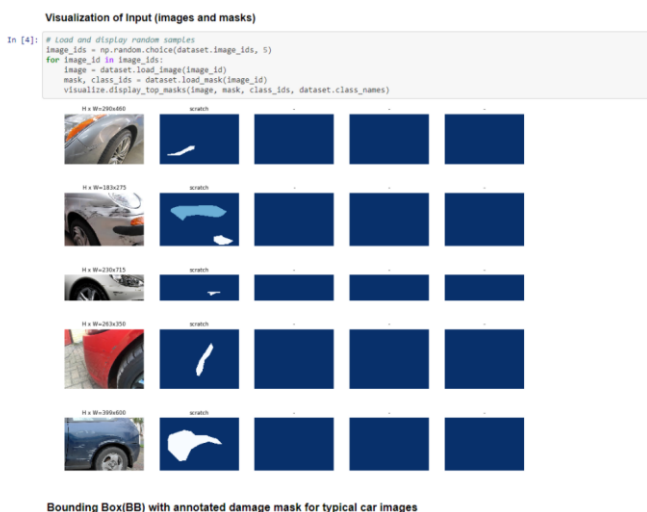 Visualization of Input (images and masks)
In [4]: # Load and display random samples
image_ids = np.random.choice(dataset.image_ids, 5)
for image_id in image_ids:
image = dataset.load_image(image_id)
mask, class_ids = dataset.load_mask(image_id)
visualize.display_top_masks(image, mask, class_ids, dataset.class_names)
H x W=290x460 scratch - - -
H x W=183x275 scratch - - -
H x W=230x715 scratch - - -
H x W=263x350 scratch - - -
H x W=399x600 scratch - - -
Bounding Box(BB) with annotated damage mask for typical car images